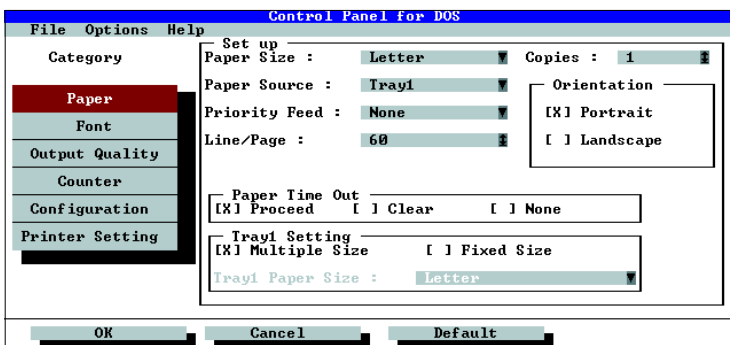 Control Panel for DOS
File Options Help
Category
Paper
Font
Output Quality
Counter
Configuration
Printer Setting
Set up
Paper Size : Letter
Paper Source : Tray1
Priority Feed : None
Line/Page : 60
Copies : 1
Orientation
[X] Portrait
[ ] Landscape
Paper Time Out
[X] Proceed [ ] Clear [ ] None
Tray1 Setting
[X] Multiple Size [ ] Fixed Size
Tray1 Paper Size : Letter
OK Cancel Default